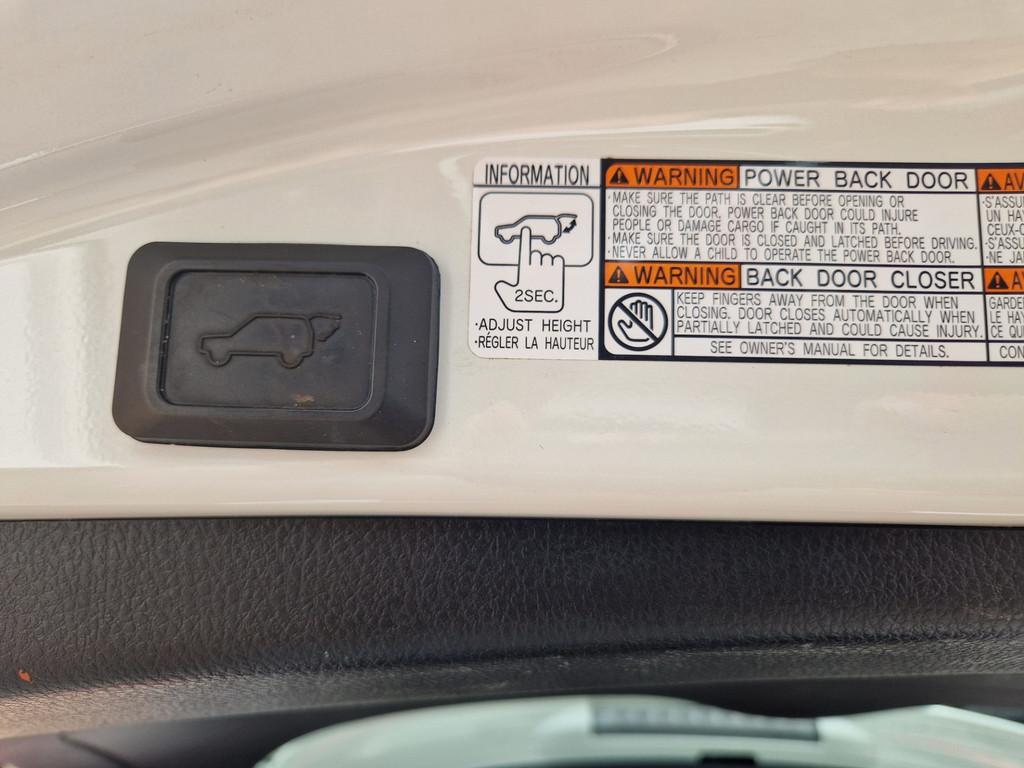 INFORMATION
2SEC.
·ADJUST HEIGHT
·RÉGLER LA HAUTEUR
WARNING POWER BACK DOOR
·MAKE SURE THE PATH IS CLEAR BEFORE OPENING OR
CLOSING THE DOOR. POWER BACK DOOR COULD INJURE
PEOPLE OR DAMAGE CARGO IF CAUGHT IN ITS PATH.
·MAKE SURE THE DOOR IS CLOSED AND LATCHED BEFORE DRIVING.
·NEVER ALLOW A CHILD TO OPERATE THE POWER BACK DOOR.
WARNING BACK DOOR CLOSER
KEEP FINGERS AWAY FROM THE DOOR WHEN
CLOSING. DOOR CLOSES AUTOMATICALLY WHEN
PARTIALLY LATCHED AND COULD CAUSE INJURY.
SEE OWNER'S MANUAL FOR DETAILS.
UN
·NE
LE
CE